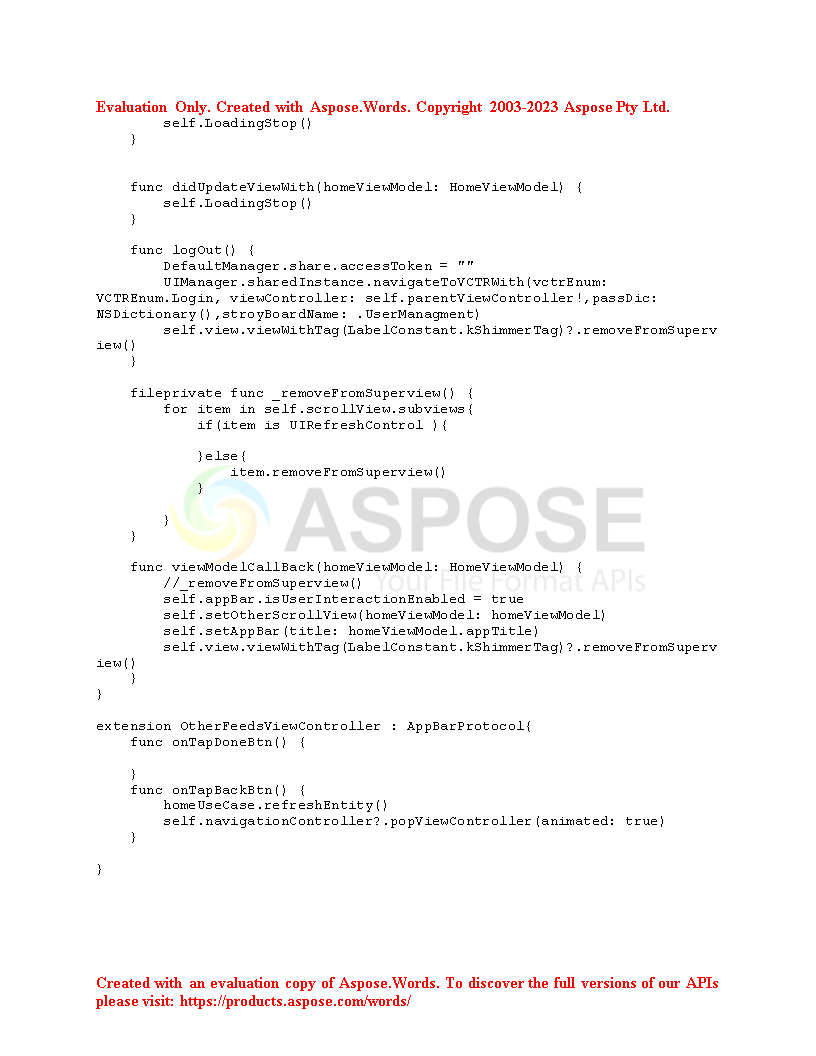 Evaluation Only. Created with Aspose.Words. Copyright 2003-2023 Aspose Pty Ltd.
        self.LoadingStop()
    }
    func didUpdateViewWith(homeViewModel: HomeViewModel) {
        self.LoadingStop()
    }
    func logOut() {
        DefaultManager.share.accessToken = ""
        UIManager.sharedInstance.navigateToVCTRWith(vctrEnum:
VCTREnum.Login, viewController: self.parentViewController!,passDic:
NSDictionary(),stroyBoardName: .UserManagment)
        self.view.viewWithTag(LabelConstant.kShimmerTag)?.removeFromSuperv
iew()
    }
    fileprivate func _removeFromSuperview() {
        for item in self.scrollView.subviews{
            if(item is UIRefreshControl ){
            }else{
                item.removeFromSuperview()
            }
        }
    }
ASPOSE
Your File Format APIs
    func viewModelCallBack(homeViewModel: HomeViewModel) {
        //_removeFromSuperview()
        self.appBar.isUserInteractionEnabled = true
        self.setOtherScrollView(homeViewModel: homeViewModel)
        self.setAppBar(title: homeViewModel.appTitle)
        self.view.viewWithTag(LabelConstant.kShimmerTag)?.removeFromSuperv
iew()
    }
}
extension OtherFeedsViewController : AppBarProtocol{
    func onTapDoneBtn() {
    }
    func onTapBackBtn() {
        homeUseCase.refreshEntity()
        self.navigationController?.popViewController(animated: true)
    }
}
Created with an evaluation copy of Aspose.Words. To discover the full versions of our APIs
please visit: https://products.aspose.com/words/